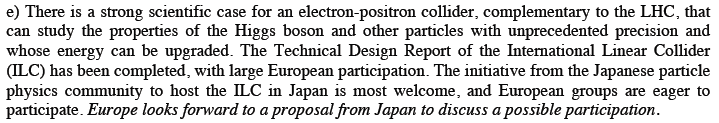 e) There is a strong scientific case for an electron-positron collider, complementary to the LHC, that
can study the properties of the Higgs boson and other particles with unprecedented precision and
whose energy can be upgraded. The Technical Design Report of the International Linear Collider
(ILC) has been completed, with large European participation. The initiative from the Japanese particle
physics community to host the ILC in Japan is most welcome, and European groups are eager to
participate. Europe looks forward to a proposal from Japan to discuss a possible participation.